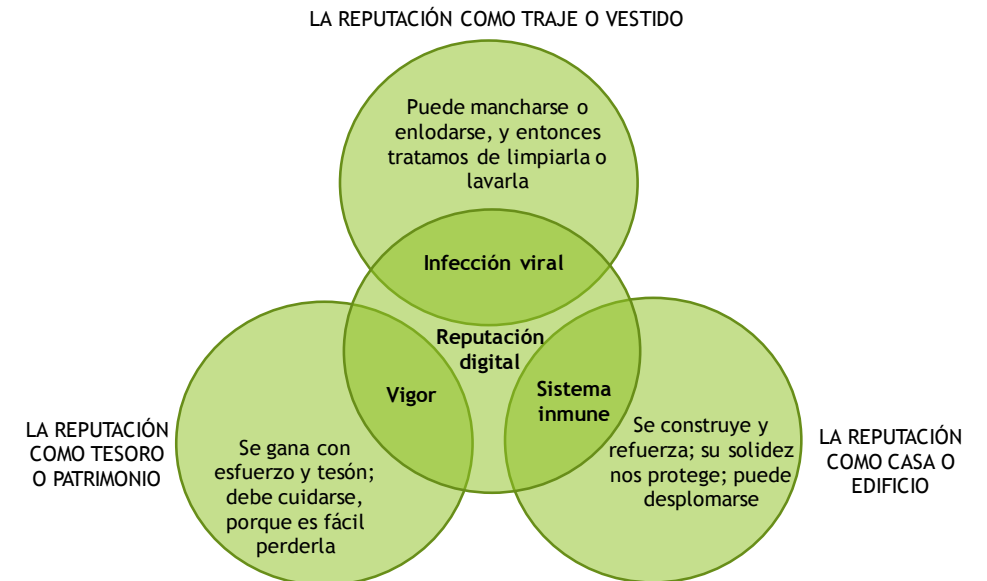 LA REPUTACIÓN COMO TRAJE O VESTIDO
Puede mancharse o
enlodarse, y entonces
tratamos de limpiarla o
lavarla
Infección viral
Reputación
digital
Vigor
Sistema
inmune
LA REPUTACIÓN
COMO TESORO
O PATRIMONIO
Se gana con
esfuerzo y tesón;
debe cuidarse,
porque es fácil
perderla
Se construye y
refuerza; su solidez
nos protege; puede
desplomarse
LA REPUTACIÓN
COMO CASA O
EDIFICIO